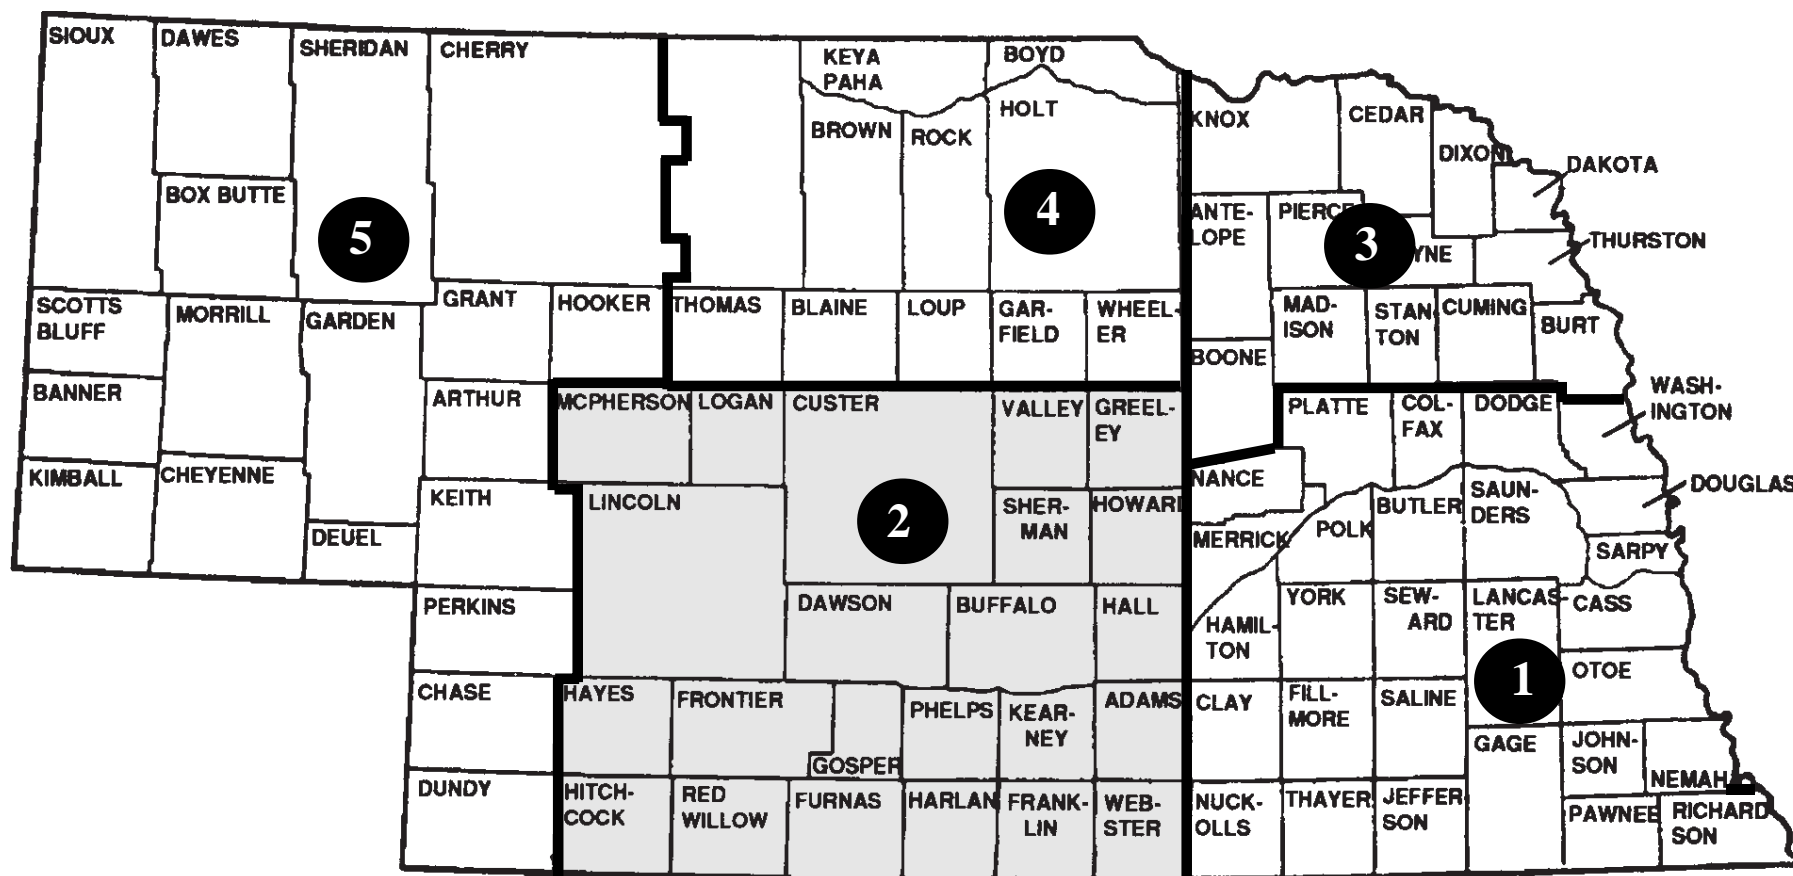 SIOUX
DAWES
SHERIDAN
CHERRY
KEYA
PAHA
BOYD
HOLT
BROWN
ROCK
KNOX
CEDAR
DIXON
DAKOTA
BOX BUTTE
5
4
ANTE-
LOPE
PIERCE
3
YNE
THURSTON
SCOTTS
BLUFF
MORRILL
GARDEN
GRANT
HOOKER
THOMAS
BLAINE
LOUP
GAR-
FIELD
WHEEL-
ER
MAD-
ISON
STAN
TON
CUMING
BURT
BOONE
BANNER
ARTHUR
MCPHERSON
LOGAN
CUSTER
VALLEY
GREEL-
EY
PLATTE
COL-
FAX
DODGE
WASH-
INGTON
KIMBALL
CHEYENNE
KEITH
LINCOLN
2
SHER-
MAN
HOWARD
NANCE
MERRICK
POLK
BUTLER
SAUN-
DERS
DOUGLAS
SARPY
DEUEL
PERKINS
DAWSON
BUFFALO
HALL
HAMIL-
TON
YORK
SEW-
ARD
LANCAS-
TER
CASS
1
OTOE
CHASE
HAYES
FRONTIER
GOSPER
PHELPS
KEAR-
NEY
ADAMS
CLAY
FILL-
MORE
SALINE
GAGE
JOHN-
SON
NEMAHA
DUNDY
HITCH-
COCK
RED
WILLOW
FURNAS
HARLAN
FRANK-
LIN
WEB-
STER
NUCK-
OLLS
THAYER
JEFFER
SON
PAWNEE
RICHARD
SON